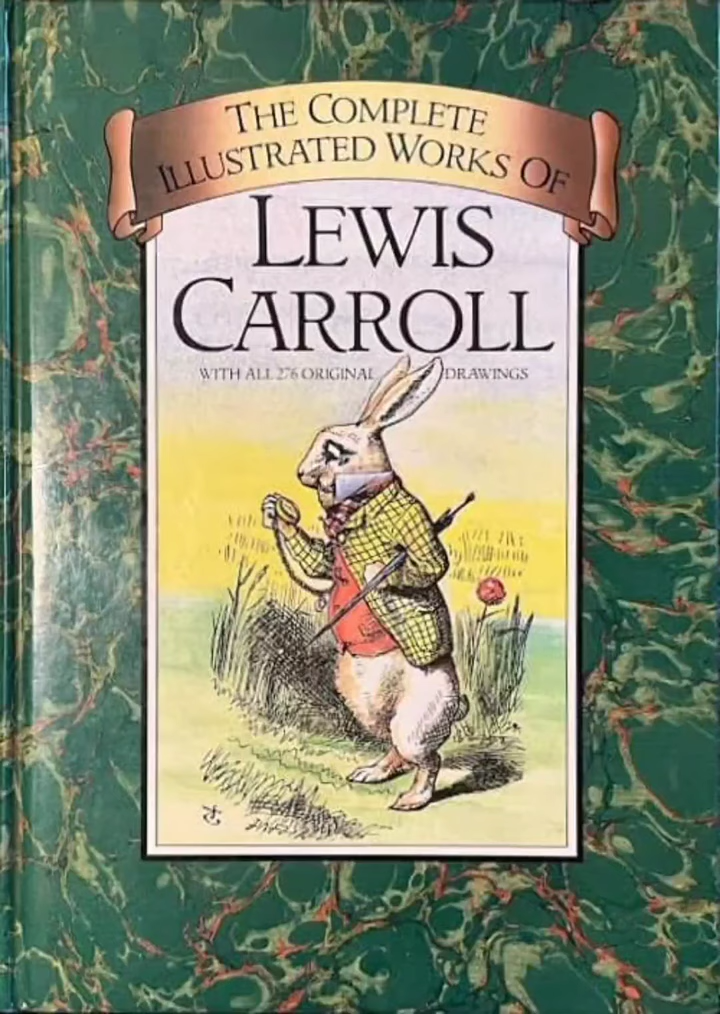 THE COMPLETE
ILLUSTRATED WORKS OF
LEWIS
CARROLL
WITH ALL 276 ORIGINAL DRAWINGS